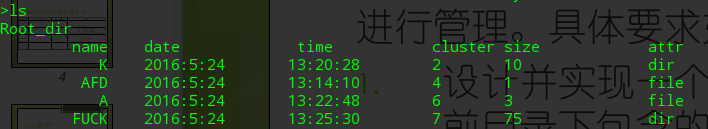 >ls
Root_dir
name date time cluster size attr
K 2016:5:24 13:20:28 2 10 dir
AFD 2016:5:24 13:14:10 4 1 file
A 2016:5:24 13:22:48 6 3 file
FUCK 2016:5:24 13:25:30 7 75 dir
进行管理。具体要求
4
1. 设计并实现一个
前目录下包含的